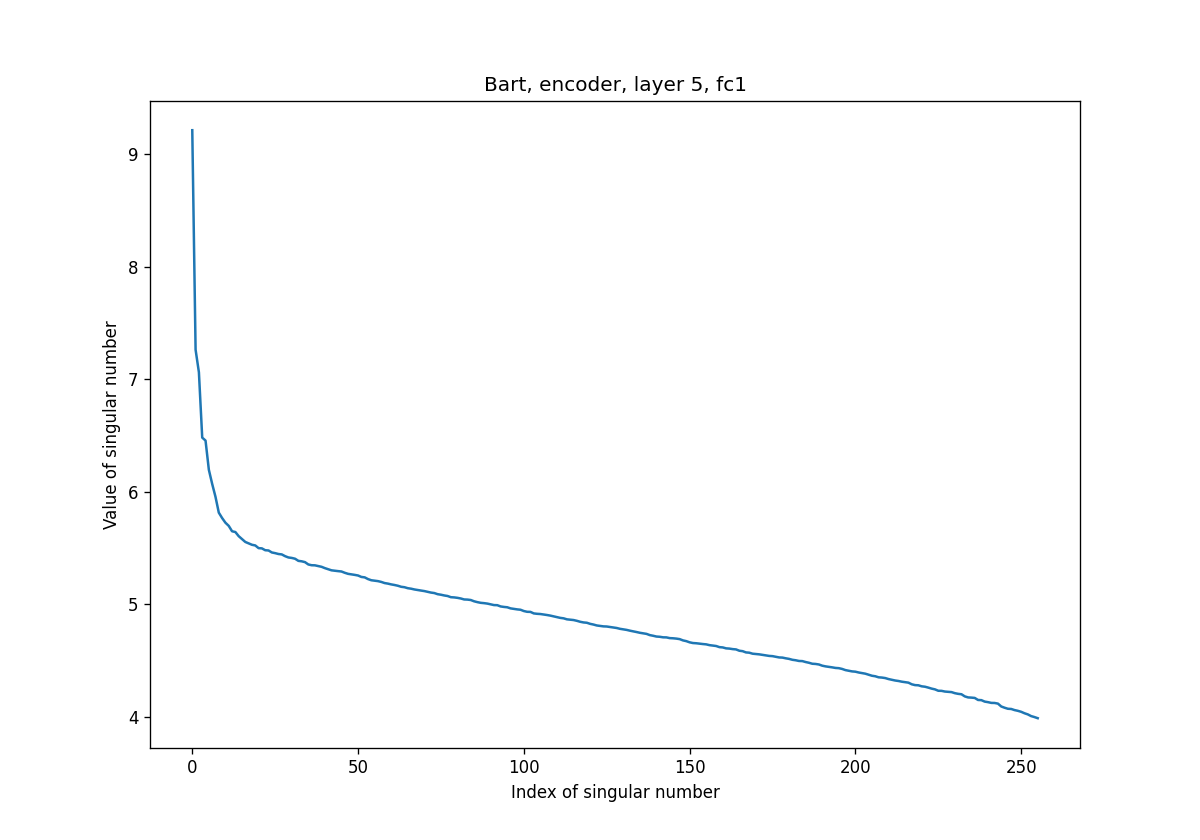 Bart, encoder, layer 5, fc1
Value of singular number
9
8
7
6
5
4
0 50 100 150 200 250
Index of singular number